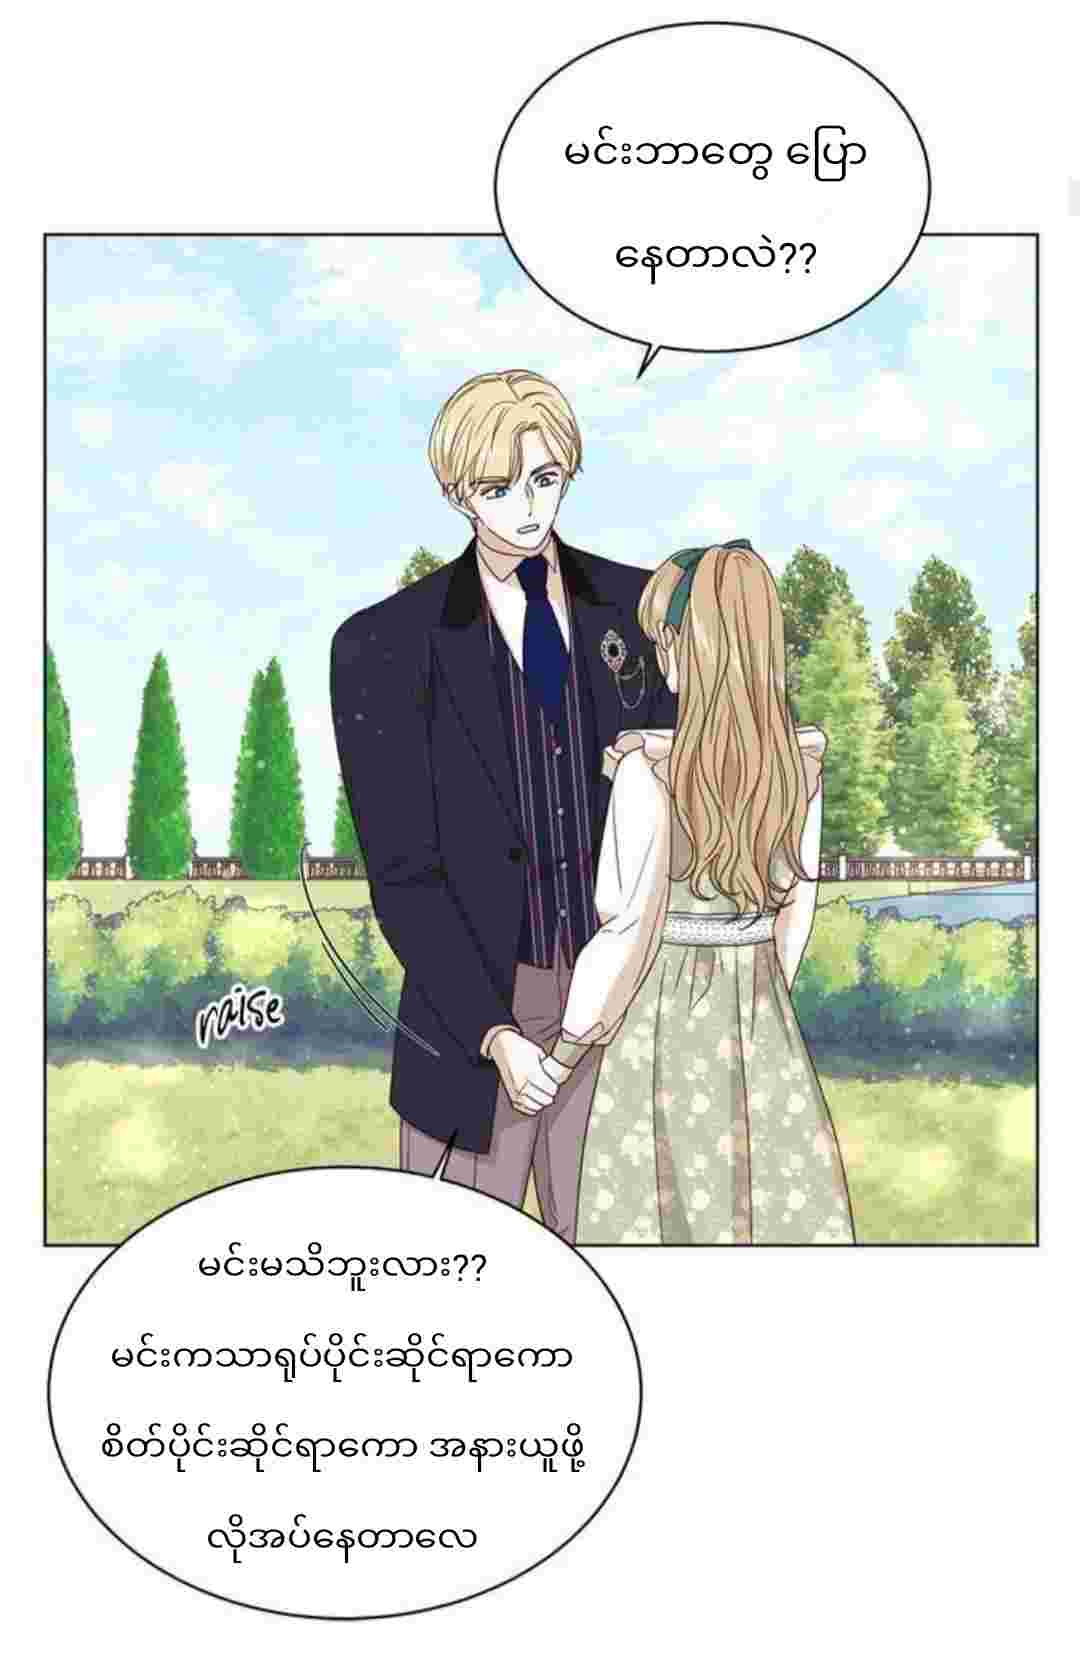 မင်းဘာတွေ ပြော
နေတာလဲ??
raise
မင်းမသိဘူးလား??
မင်းကသာရုပ်ပိုင်းဆိုင်ရာကော
စိတ်ပိုင်းဆိုင်ရာကော အနားယူဖို့
လိုအပ်နေတာလေ